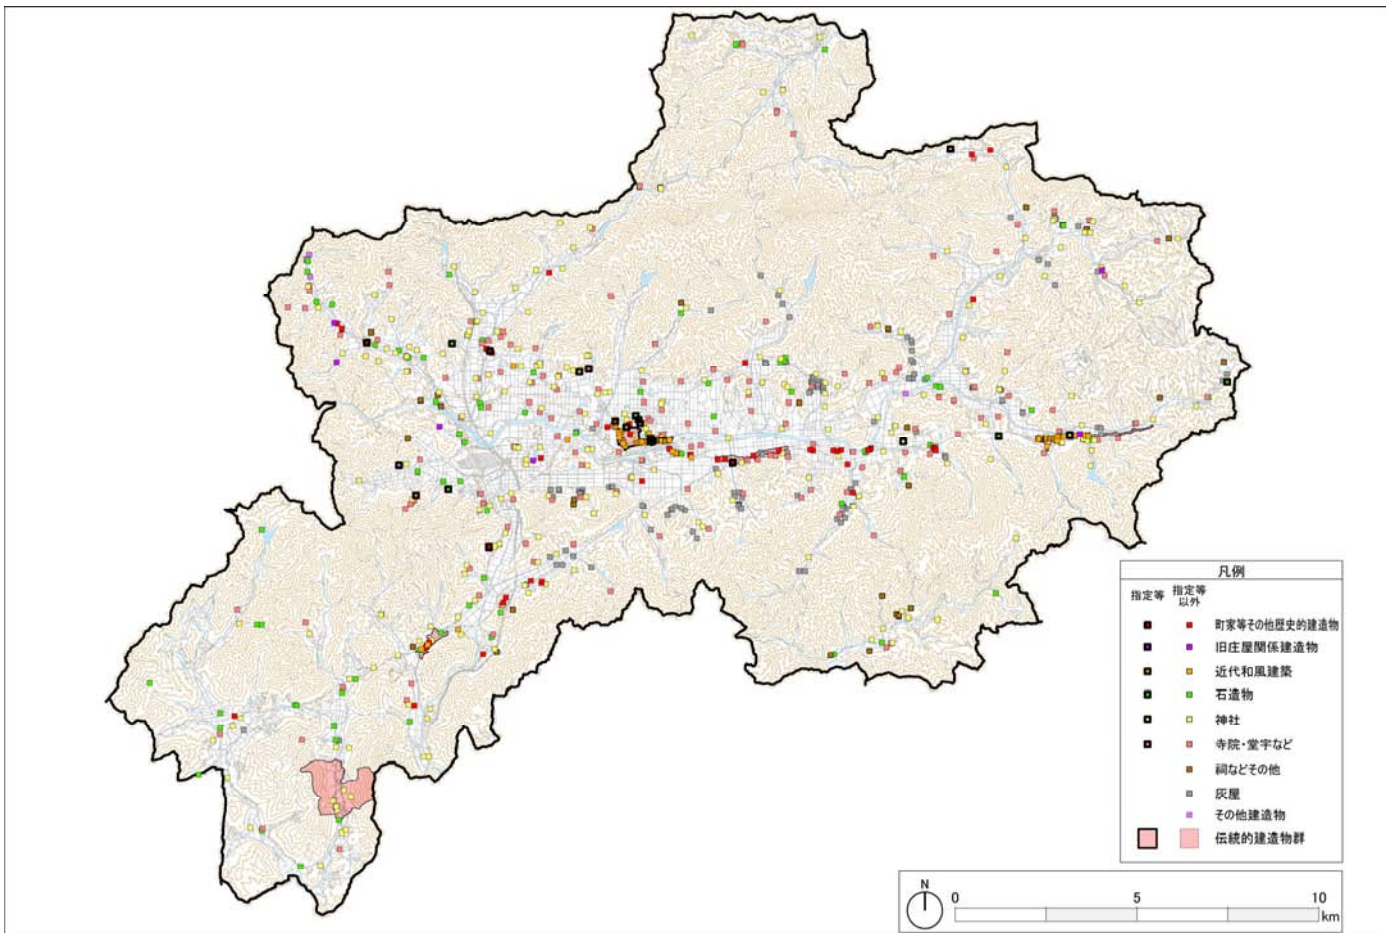 凡例
指定等 指定等
以外
町家等その他歴史的建造物
旧庄屋関係建造物
近代和風建築
石造物
神社
寺院・堂宇など
祠などその他
灰屋
その他建造物
伝統的建造物群
N
0 5 10
km